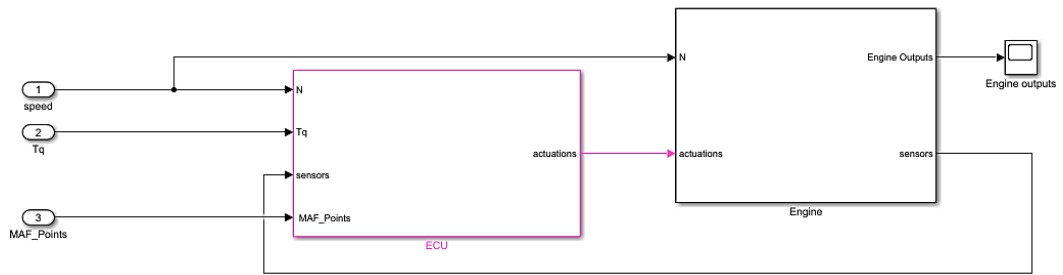 1
speed
2
Tq
3
MAF_Points
N
Tq
sensors
MAF_Points
actuations
ECU
N
actuations
Engine Outputs
sensors
Engine
Engine outputs